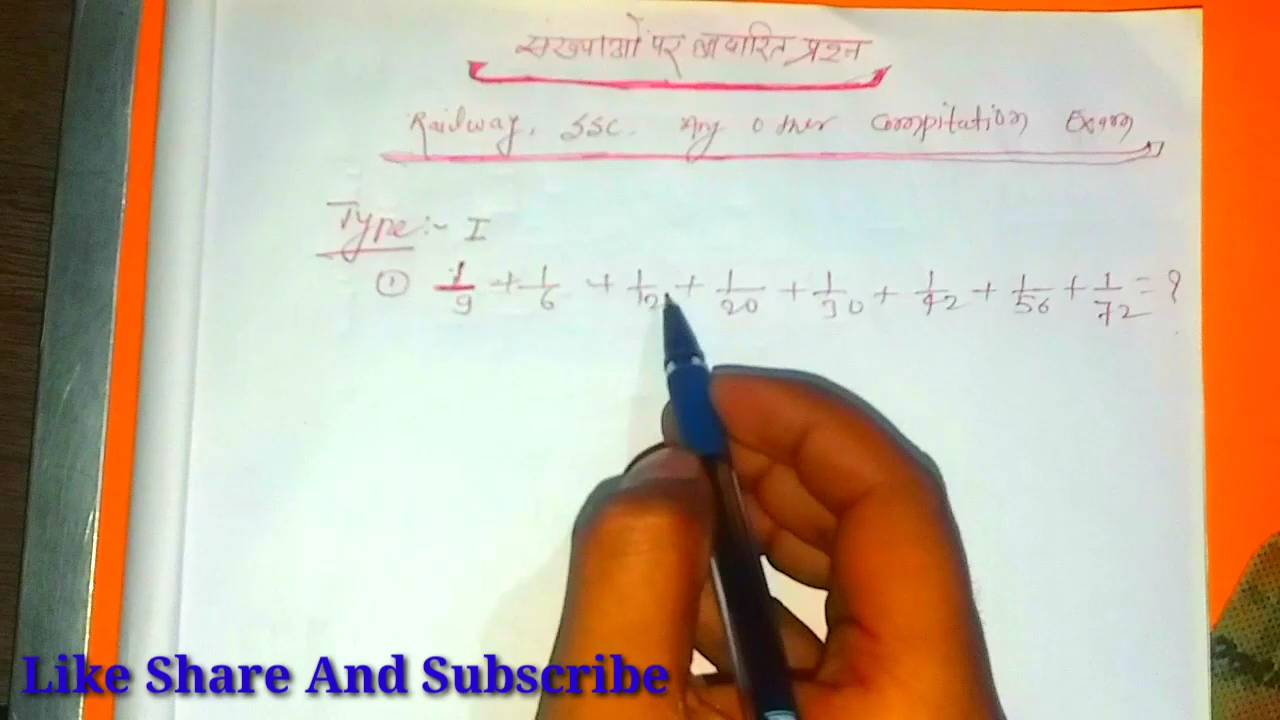 संख्याओं पर आधारित प्रश्न
Railway, SSC. Any other Compitation Exam
Type:- I
① 1/9 + 1/6 + 1/12 + 1/20 + 1/30 + 1/42 + 1/56 + 1/72 = ?
Like Share And Subscribe